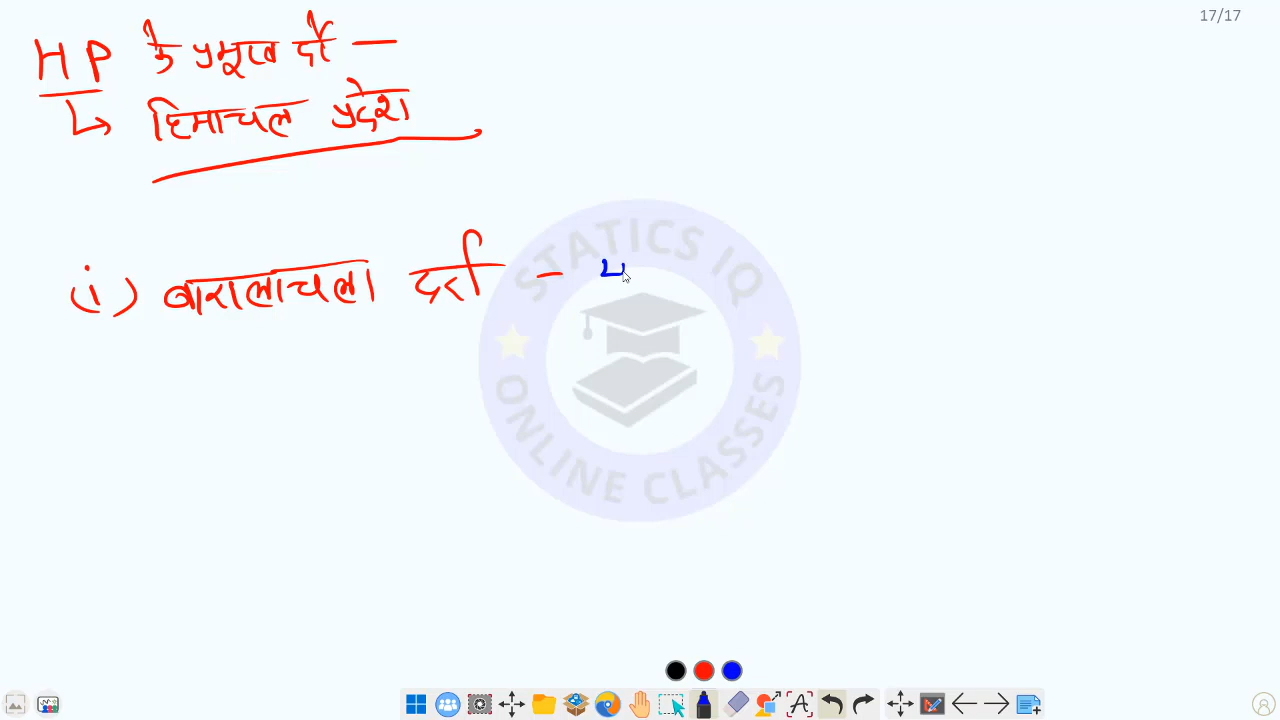 17/17
HP के प्रमुख दर्रे —
↳ हिमाचल प्रदेश
(i) बारालाचला दर्रा -
STATICS IQ
ONLINE CLASSES